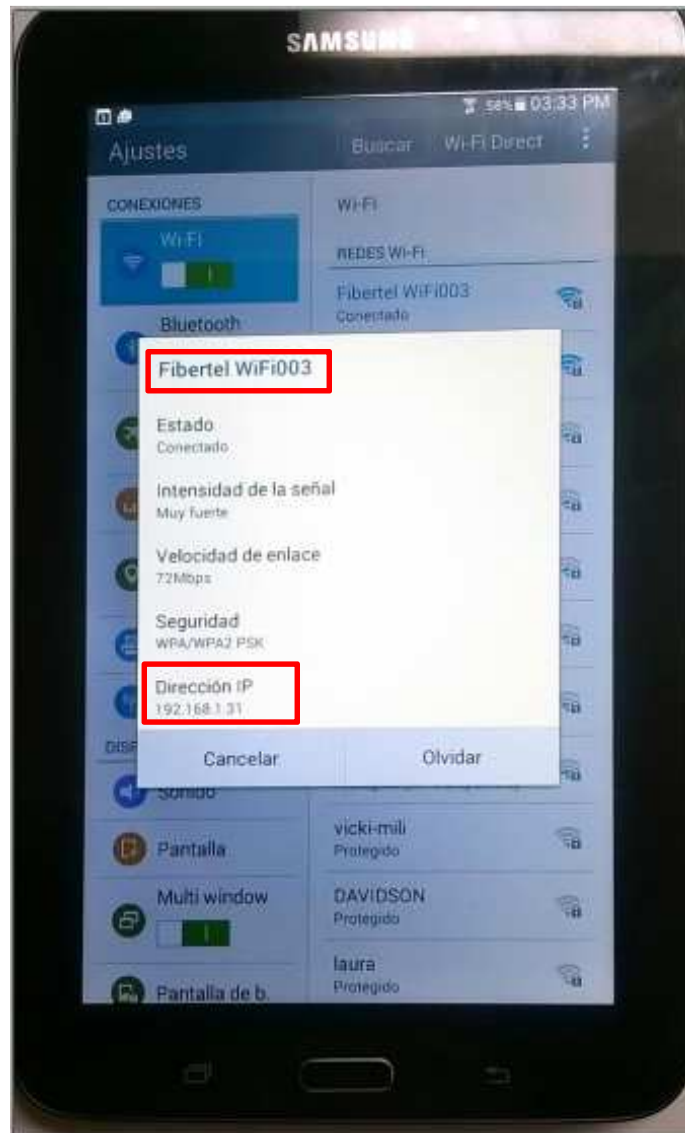 SAMSUNG
56% 03:33 PM
Ajustes
Buscar
Wi-Fi Direct
CONEXIONES
Wi-Fi
Bluetooth
Wi-Fi
REDES Wi-Fi
Fibertel WiFi003
Conectado
Fibertel WiFi003
Estado
Conectado
Intensidad de la señal
Muy fuerte
Velocidad de enlace
72Mbps
Seguridad
WPA/WPA2 PSK
Dirección IP
192.168.1.31
Cancelar
Olvidar
Sonido
Pantalla
Multi window
Pantalla de b.
vicki-mili
Protegido
DAVIDSON
Protegido
laura
Protegido